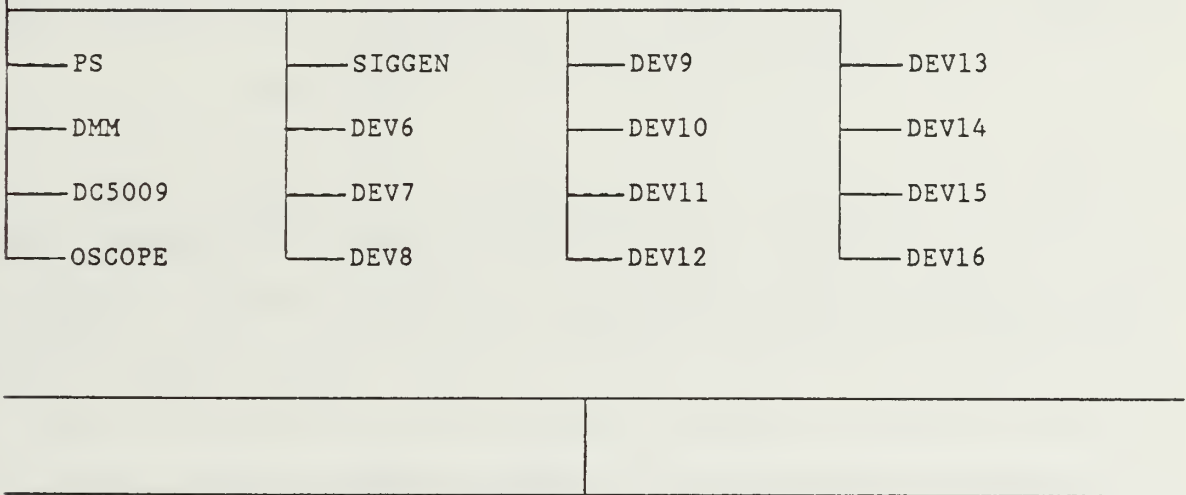 PS SIGGEN DEV9 DEV13
DMM DEV6 DEV10 DEV14
DC5009 DEV7 DEV11 DEV15
OSCOPE DEV8 DEV12 DEV16